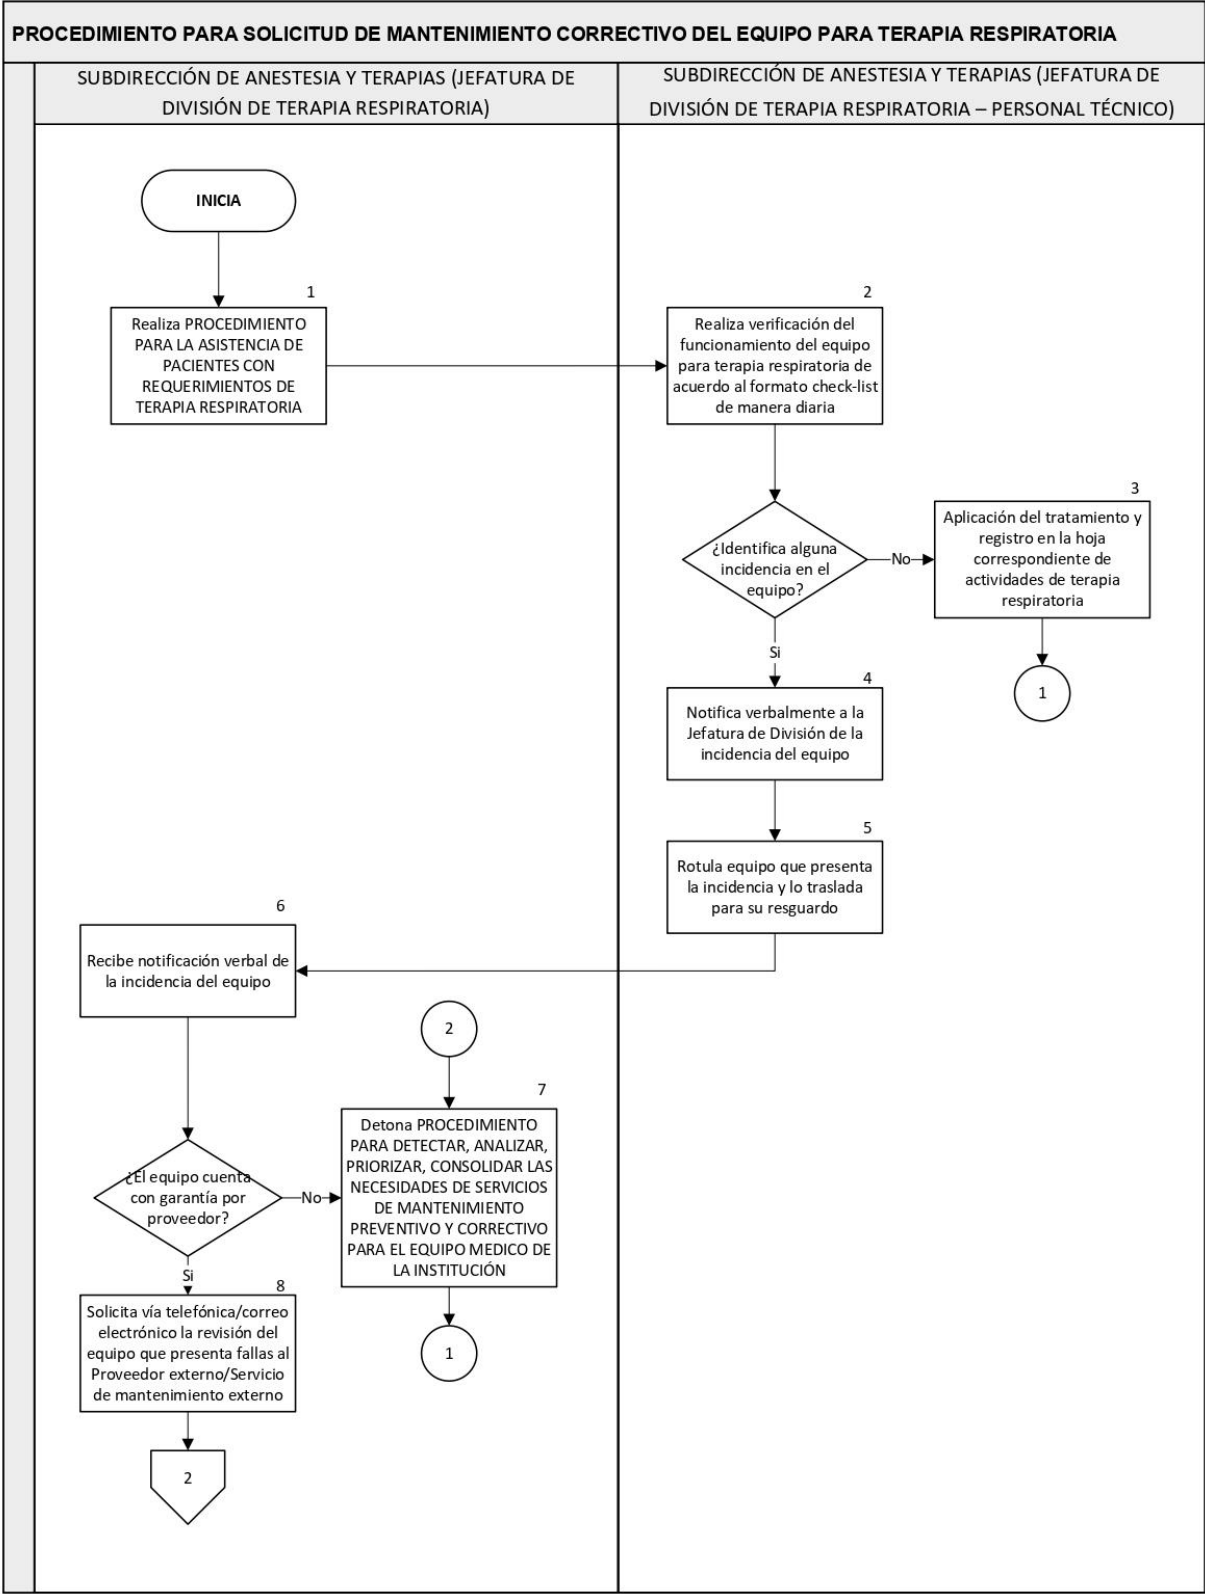 PROCEDIMIENTO PARA SOLICITUD DE MANTENIMIENTO CORRECTIVO DEL EQUIPO PARA TERAPIA RESPIRATORIA
SUBDIRECCIÓN DE ANESTESIA Y TERAPIAS (JEFATURA DE
DIVISIÓN DE TERAPIA RESPIRATORIA)
SUBDIRECCIÓN DE ANESTESIA Y TERAPIAS (JEFATURA DE
DIVISIÓN DE TERAPIA RESPIRATORIA – PERSONAL TÉCNICO)
INICIA
1
Realiza PROCEDIMIENTO
PARA LA ASISTENCIA DE
PACIENTES CON
REQUERIMIENTOS DE
TERAPIA RESPIRATORIA
2
Realiza verificación del
funcionamiento del equipo
para terapia respiratoria de
acuerdo al formato check-list
de manera diaria
¿Identifica alguna
incidencia en el
equipo?
No
3
Aplicación del tratamiento y
registro en la hoja
correspondiente de
actividades de terapia
respiratoria
1
Si
4
Notifica verbalmente a la
Jefatura de División de la
incidencia del equipo
5
Rotula equipo que presenta
la incidencia y lo traslada
para su resguardo
6
Recibe notificación verbal de
la incidencia del equipo
¿El equipo cuenta
con garantía por
proveedor?
No
2
7
Detona PROCEDIMIENTO
PARA DETECTAR, ANALIZAR,
PRIORIZAR, CONSOLIDAR LAS
NECESIDADES DE SERVICIOS
DE MANTENIMIENTO
PREVENTIVO Y CORRECTIVO
PARA EL EQUIPO MEDICO DE
LA INSTITUCIÓN
1
Si
8
Solicita vía telefónica/correo
electrónico la revisión del
equipo que presenta fallas al
Proveedor externo/Servicio
de mantenimiento externo
2